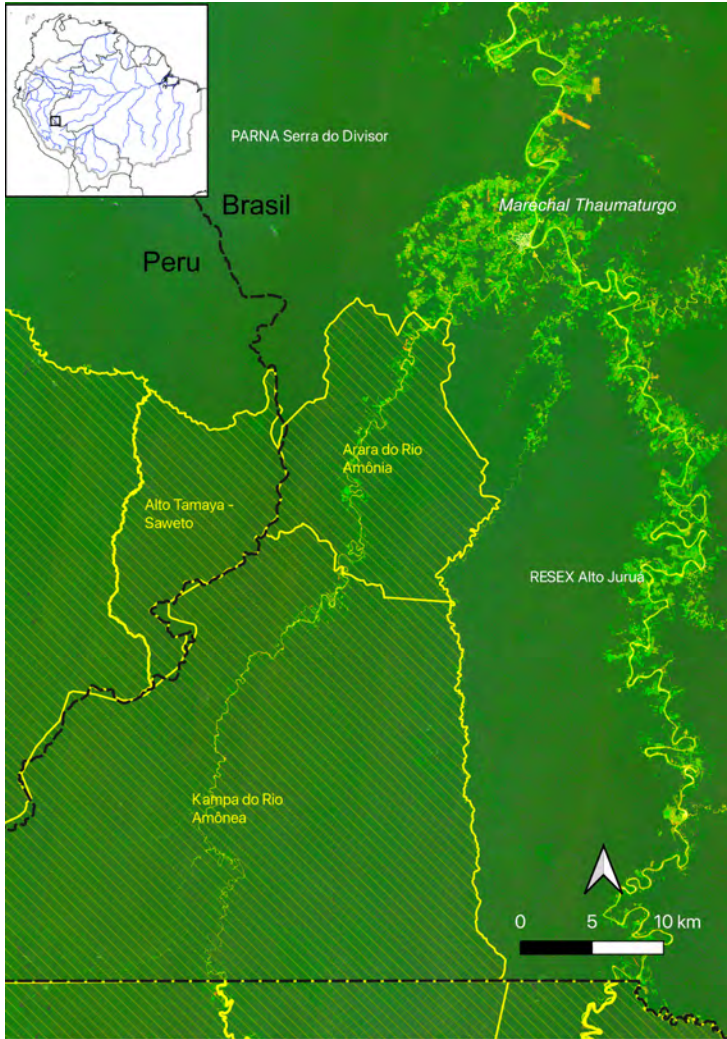 PARNA Serra do Divisor
Brasil
Marechal Thaumaturgo
Peru
Arara do Rio
Amônia
Alto Tamaya -
Saweto
RESEX Alto Jurua
Kampa do Rio
Amônea
0 5 10 km